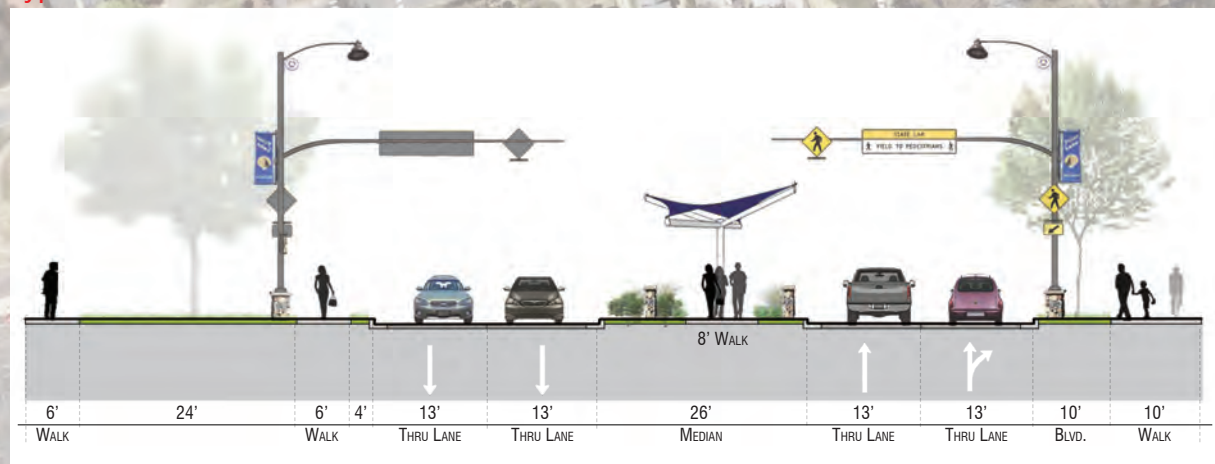 STATE LAW
YIELD TO PEDESTRIANS
8' WALK
6' 24' 6' 4' 13' 13' 26' 13' 13' 10' 10'
WALK WALK THRU LANE THRU LANE MEDIAN THRU LANE THRU LANE BLVD. WALK